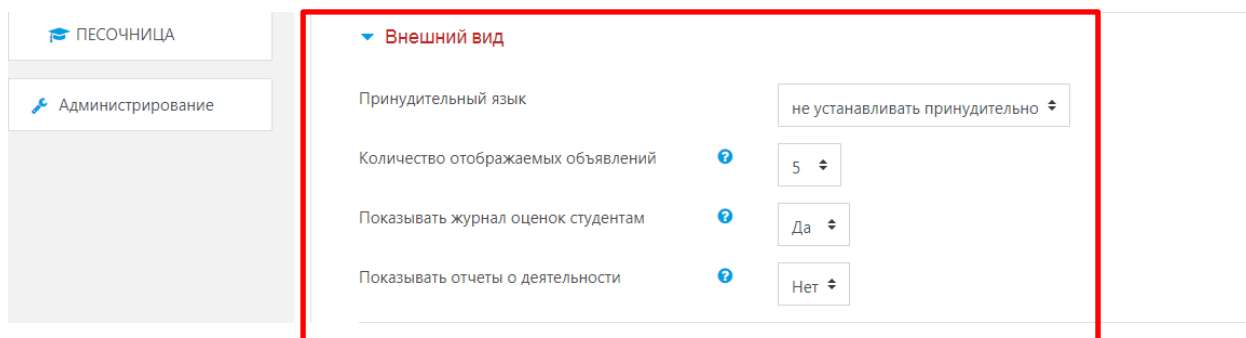 ПЕСОЧНИЦА
Администрирование
Внешний вид
Принудительный язык
не устанавливать принудительно
Количество отображаемых объявлений
5
Показывать журнал оценок студентам
Да
Показывать отчеты о деятельности
Нет